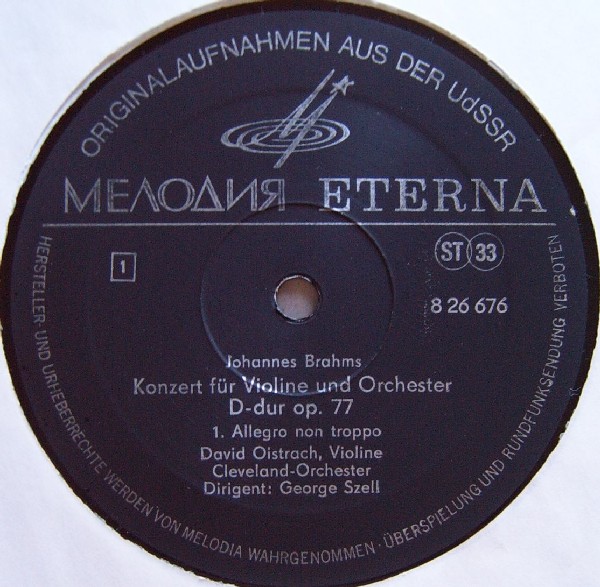 ORIGINALAUFNAHMEN AUS DER UdSSR
МЕЛОДИЯ ETERNA
1
ST 33
8 26 676
Johannes Brahms
Konzert für Violine und Orchester
D-dur op. 77
1. Allegro non troppo
David Oistrach, Violine
Cleveland-Orchester
Dirigent: George Szell
HERSTELLER- UND URHEBERRECHTE WERDEN VON MELODIA WAHRGENOMMEN · ÜBERSPIELUNG UND RUNDFUNKSENDUNG VERBOTEN